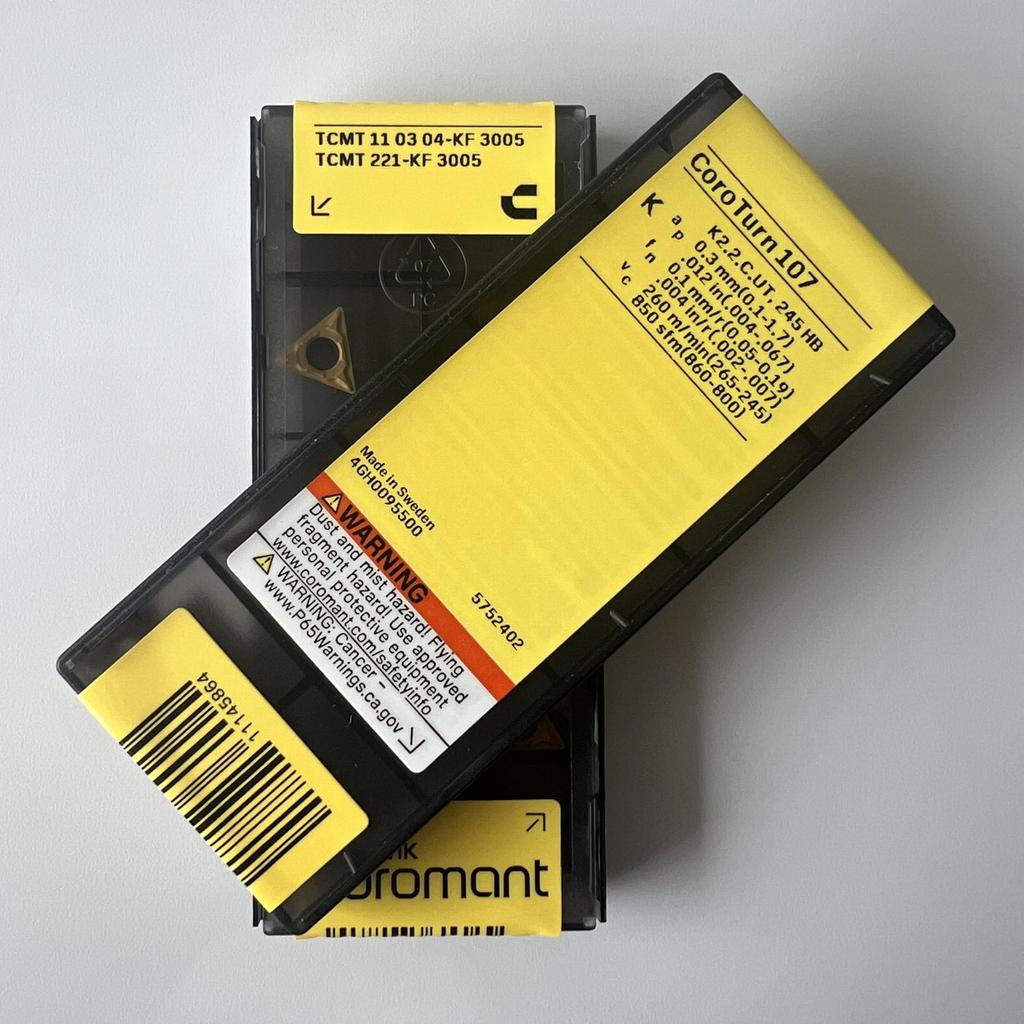 TCMT 11 03 04-KF 3005
TCMT 221-KF 3005
07
PC
CoroTurn 107
K K2.2.C.UT, 245 HB
ap 0.3 mm(0.1-1.7)
.012 in(.004-.067)
fn 0.1 mm/r(0.05-0.19)
.004 in/r(.002-.007)
vc 260 m/min(265-245)
850 sfm(860-800)
Made in Sweden
4GH0095500
5752402
WARNING
Dust and mist hazard! Flying
fragment hazard! Use approved
personal protective equipment
www.coromant.com/safetyinfo
WARNING: Cancer -
www.P65Warnings.ca.gov
11145864